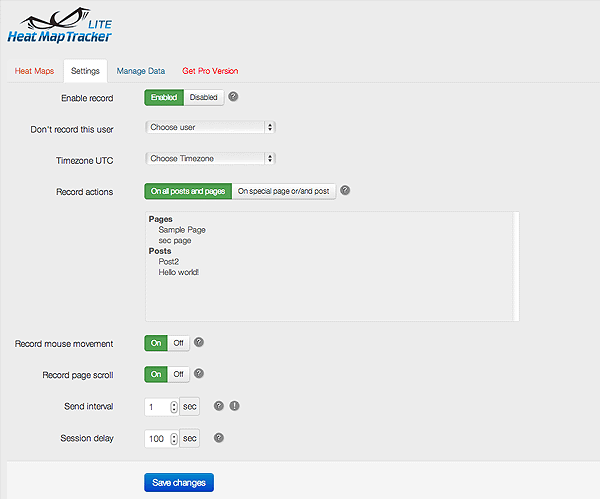 LITE
Heat Map Tracker
Heat Maps Settings Manage Data Get Pro Version
Enable record Enabled Disabled ?
Don't record this user Choose user
Timezone UTC Choose Timezone
Record actions On all posts and pages On special page or/and post ?
Pages
Sample Page
sec page
Posts
Post2
Hello world!
Record mouse movement On Off ?
Record page scroll On Off ?
Send interval 1 sec ? !
Session delay 100 sec ?
Save changes